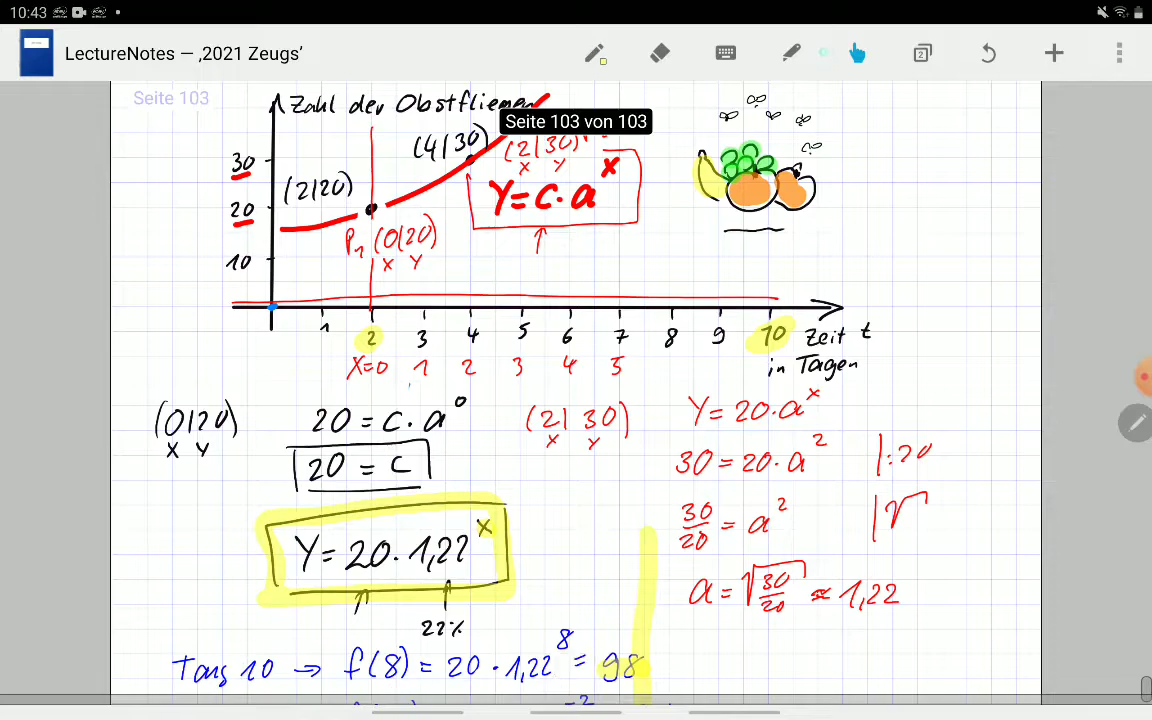 10:43
LectureNotes — ‚2021 Zeugs’
2
Seite 103
Zahl der Obstfliegen
Seite 103 von 103
30
(2|20)
(4|30)
(2|30)
X Y
Y = c · a^x
20
P₁ (0|20)
X Y
10
1 2 3 4 5 6 7 8 9 10 Zeit t
in Tagen
X=0 1 2 3 4 5
(0|20)
X Y
20 = c · a^0
20 = c
(2|30)
X Y
Y = 20 · a^x
30 = 20 · a^2 |:20
30/20 = a^2 |√
a = √30/20 ≈ 1,22
Y = 20 · 1,22^x
22%
Tag 10 → f(8) = 20 · 1,22^8 = 98
-2